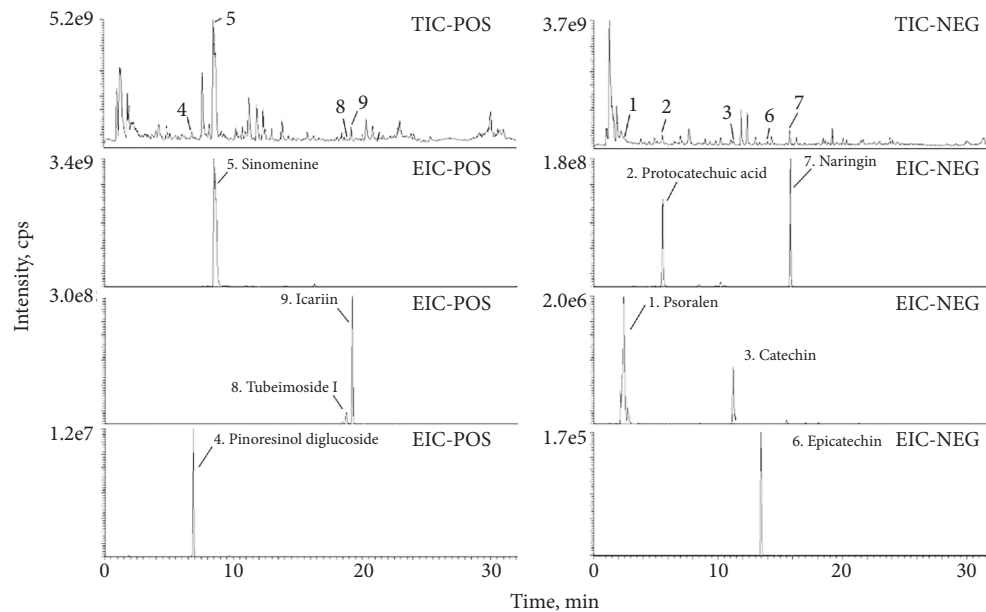 5.2e9
5
TIC-POS
4
8
9
3.7e9
TIC-NEG
1
2
3
6
7
3.4e9
5. Sinomenine
EIC-POS
1.8e8
EIC-NEG
2. Protocatechuic acid
7. Naringin
3.0e8
EIC-POS
9. Icariin
8. Tubeimoside I
2.0e6
EIC-NEG
1. Psoralen
3. Catechin
1.2e7
EIC-POS
4. Pinoresinol diglucoside
1.7e5
EIC-NEG
6. Epicatechin
0 10 20 30
0 10 20 30
Intensity, cps
Time, min